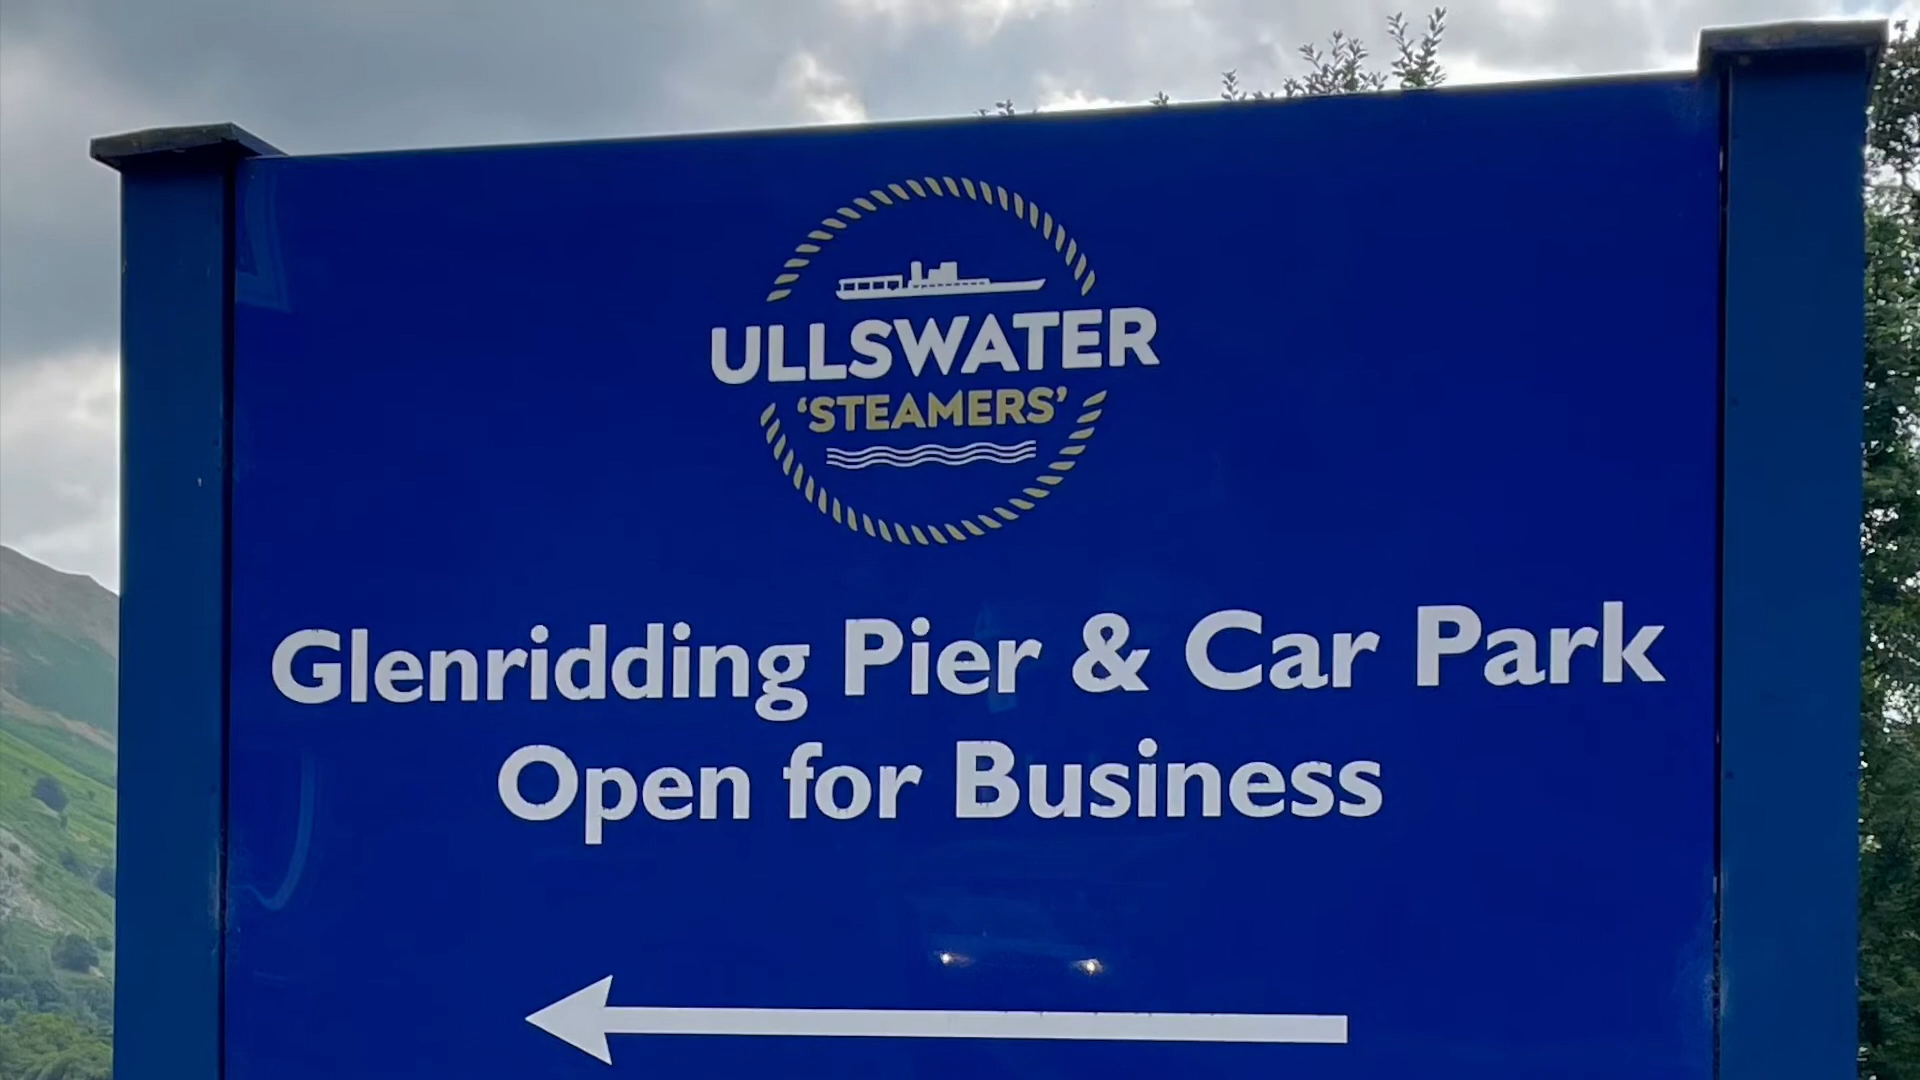 ULLSWATER
‘STEAMERS’
Glenridding Pier & Car Park
Open for Business